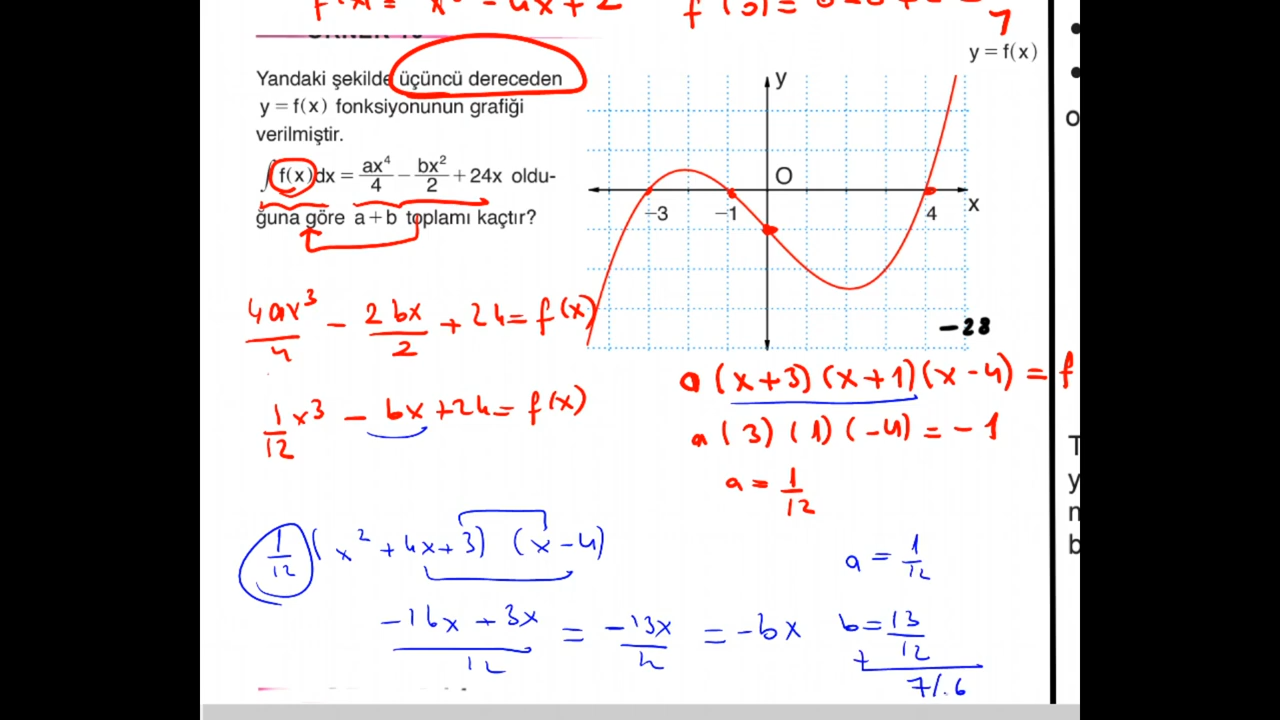 y = f(x)
Yandaki şekilde üçüncü dereceden
y = f(x) fonksiyonunun grafiği
verilmiştir.
∫ f(x) dx = ax⁴/4 − bx²/2 + 24x oldu-
ğuna göre a + b toplamı kaçtır?
y
O
−3 −1 4 x
−28
4ax³/4 − 2bx/2 + 24 = f(x)
a (x+3)(x+1)(x−4) = f
1/12 x³ − bx + 24 = f(x)
a (3)(1)(−4) = −1
a = 1/12
1/12 (x² + 4x + 3) (x − 4)
a = 1/12
(−16x + 3x)/12 = −13x/12 = −bx
b = 13/12
+
7/6